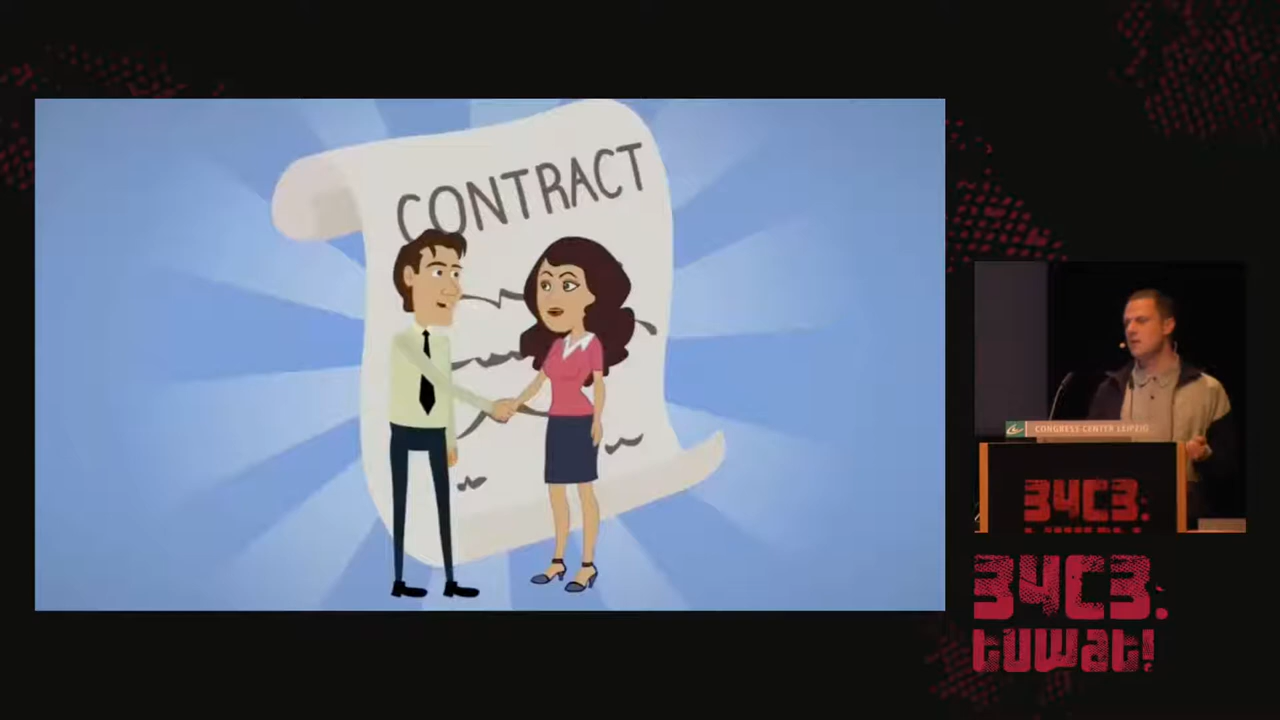 CONTRACT
CONGRESS CENTER LEIPZIG
34C3:
34C3:
tuwat!